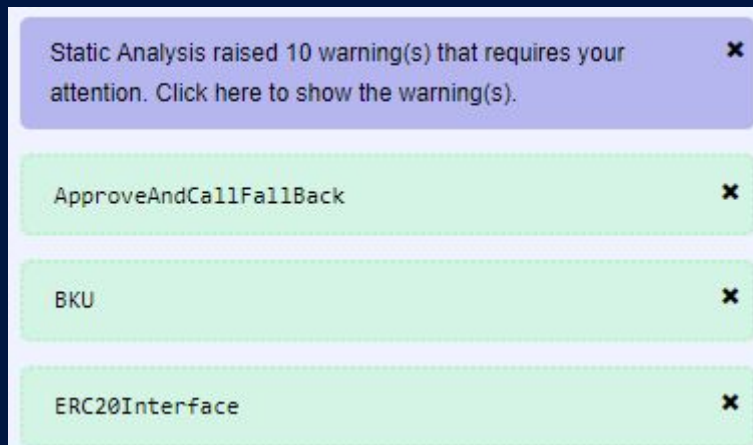 Static Analysis raised 10 warning(s) that requires your
attention. Click here to show the warning(s).
ApproveAndCallFallBack
BKU
ERC20Interface